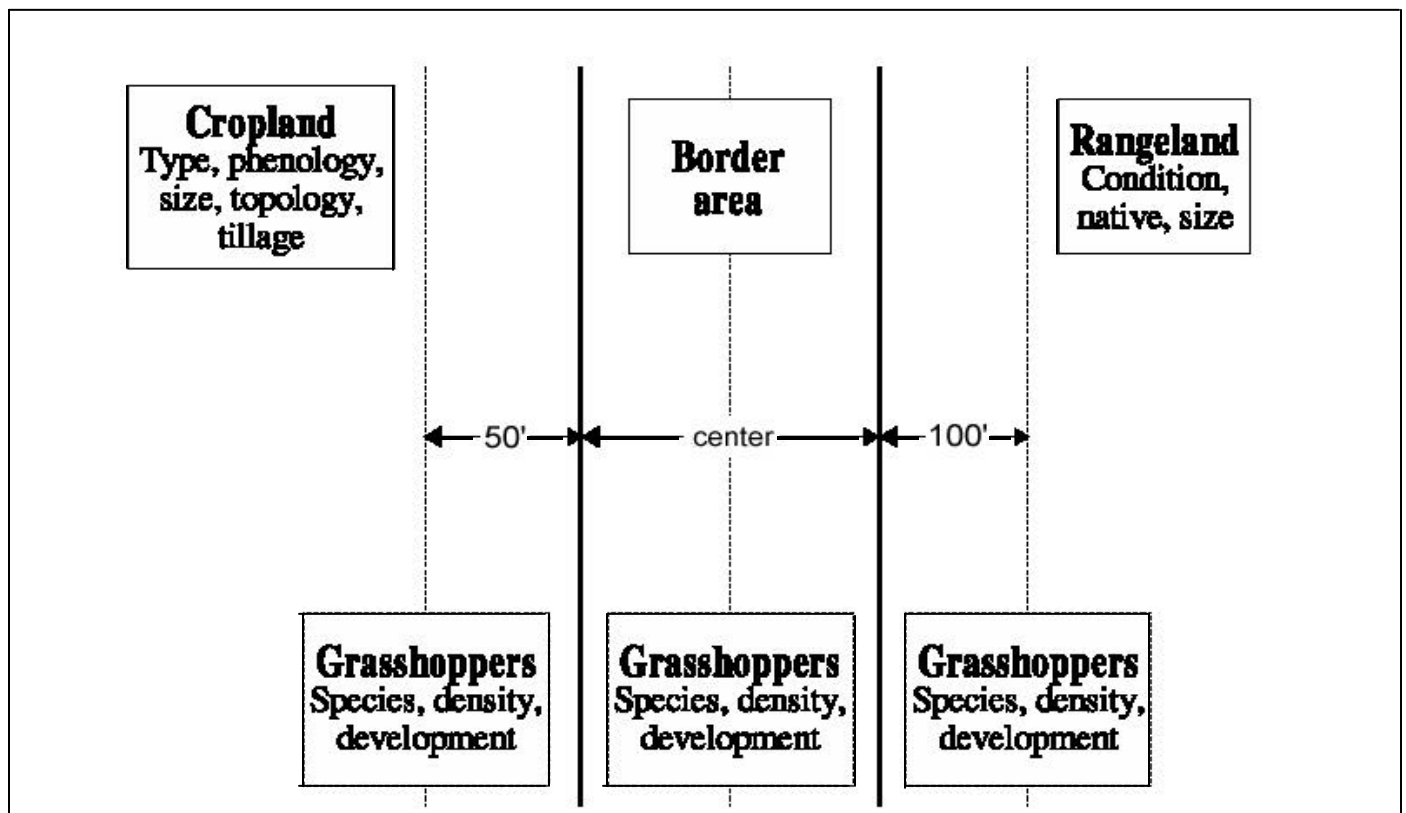 Cropland
Type, phenology,
size, topology,
tillage
Border
area
Rangeland
Condition,
native, size
50'
center
100'
Grasshoppers
Species, density,
development
Grasshoppers
Species, density,
development
Grasshoppers
Species, density,
development